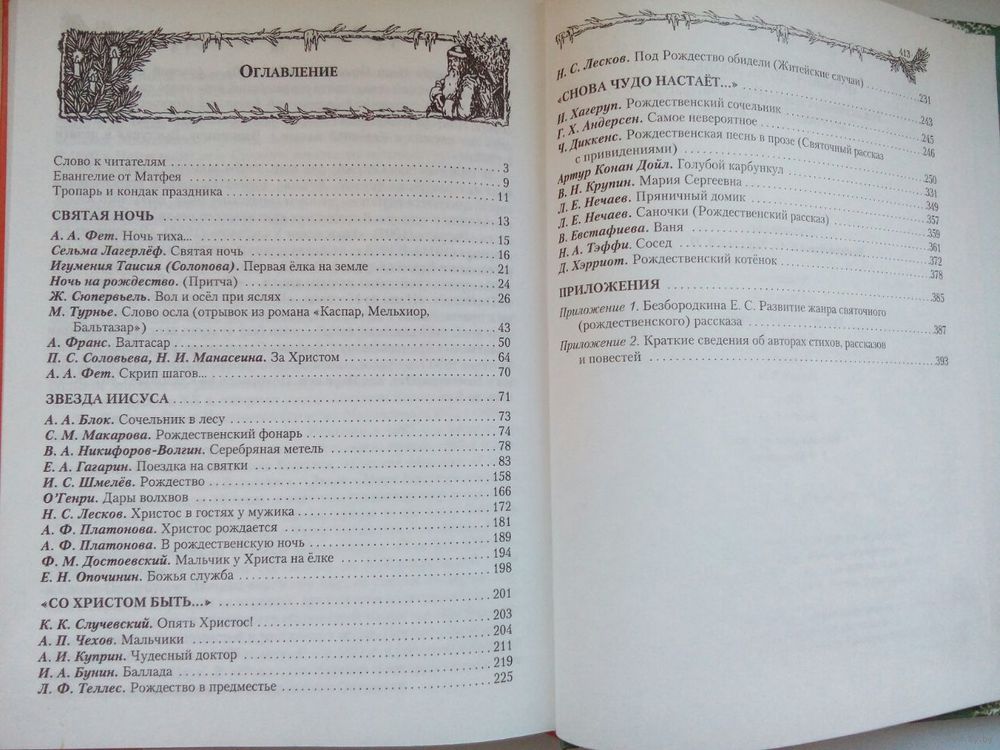 ОГЛАВЛЕНИЕ
Слово к читателям ... 3
Евангелие от Матфея ... 9
Тропарь и кондак праздника ... 11
СВЯТАЯ НОЧЬ ... 13
А. А. Фет. Ночь тиха... ... 15
Сельма Лагерлёф. Святая ночь ... 16
Игумения Таисия (Солопова). Первая ёлка на земле ... 21
Ночь на рождество. (Притча) ... 24
Ж. Сюпервьель. Вол и осёл при яслях ... 26
М. Турнье. Слово осла (отрывок из романа «Каспар, Мельхиор,
Бальтазар») ... 43
А. Франс. Валтасар ... 50
П. С. Соловьева, Н. И. Манасеина. За Христом ... 64
А. А. Фет. Скрип шагов... ... 70
ЗВЕЗДА ИИСУСА ... 71
А. А. Блок. Сочельник в лесу ... 73
С. М. Макарова. Рождественский фонарь ... 74
В. А. Никифоров-Волгин. Серебряная метель ... 78
Е. А. Гагарин. Поездка на святки ... 83
И. С. Шмелёв. Рождество ... 158
О'Генри. Дары волхвов ... 166
Н. С. Лесков. Христос в гостях у мужика ... 172
А. Ф. Платонова. Христос рождается ... 181
А. Ф. Платонова. В рождественскую ночь ... 189
Ф. М. Достоевский. Мальчик у Христа на ёлке ... 194
Е. Н. Опочинин. Божья служба ... 198
«СО ХРИСТОМ БЫТЬ...» ... 201
К. К. Случевский. Опять Христос! ... 203
А. П. Чехов. Мальчики ... 204
А. И. Куприн. Чудесный доктор ... 211
И. А. Бунин. Баллада ... 219
Л. Ф. Теллес. Рождество в предместье ... 225
413
Н. С. Лесков. Под Рождество обидели (Житейские случаи) ... 231
«СНОВА ЧУДО НАСТАЁТ...» ... 243
И. Хагеруп. Рождественский сочельник ... 245
Г. Х. Андерсен. Самое невероятное ... 246
Ч. Диккенс. Рождественская песнь в прозе (Святочный рассказ
с привидениями) ... 250
Артур Конан Дойл. Голубой карбункул ... 331
В. Н. Крупин. Мария Сергеевна ... 349
Л. Е. Нечаев. Пряничный домик ... 357
Л. Е. Нечаев. Саночки (Рождественский рассказ) ... 359
В. Евстафиева. Ваня ... 361
Н. А. Тэффи. Сосед ... 372
Д. Хэрриот. Рождественский котёнок ... 378
ПРИЛОЖЕНИЯ ... 385
Приложение 1. Безбородкина Е. С. Развитие жанра святочного
(рождественского) рассказа ... 387
Приложение 2. Краткие сведения об авторах стихов, рассказов
и повестей ... 393